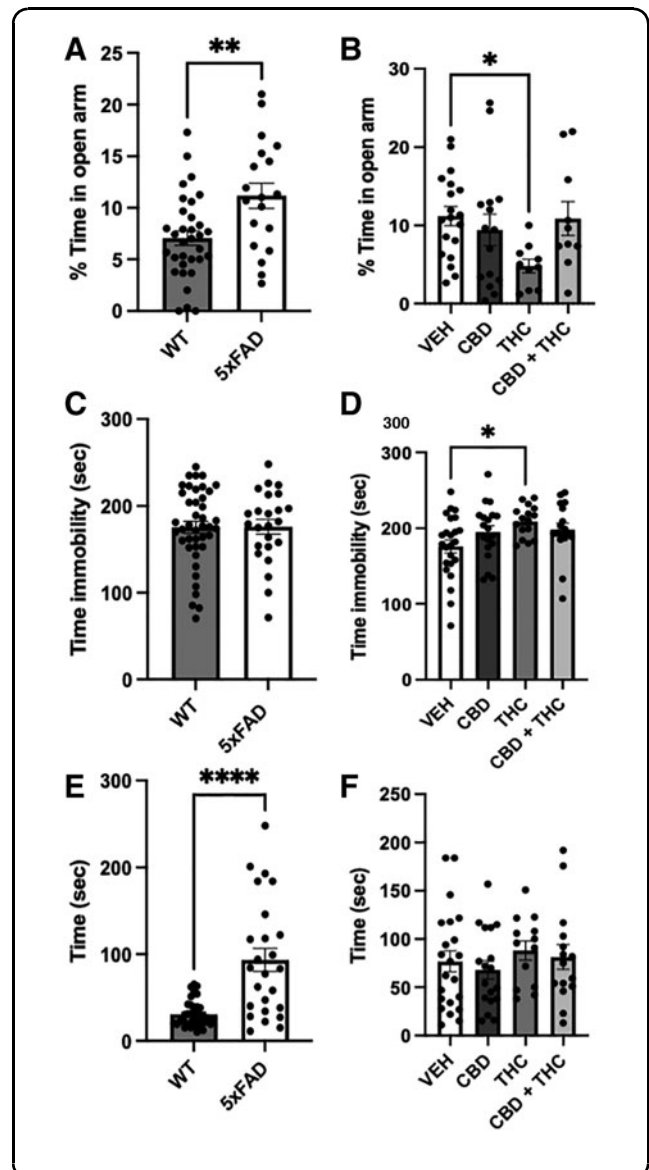 A
% Time in open arm
25
20
15
10
5
0
**
WT
5xFAD
B
% Time in open arm
30
20
10
0
*
VEH
CBD
THC
CBD + THC
C
Time immobility (sec)
300
200
100
0
WT
5xFAD
D
Time immobility (sec)
300
300
200
100
0
*
VEH
CBD
THC
CBD + THC
E
Time (sec)
300
200
100
0
****
WT
5xFAD
F
Time (sec)
250
200
150
100
50
0
VEH
CBD
THC
CBD + THC